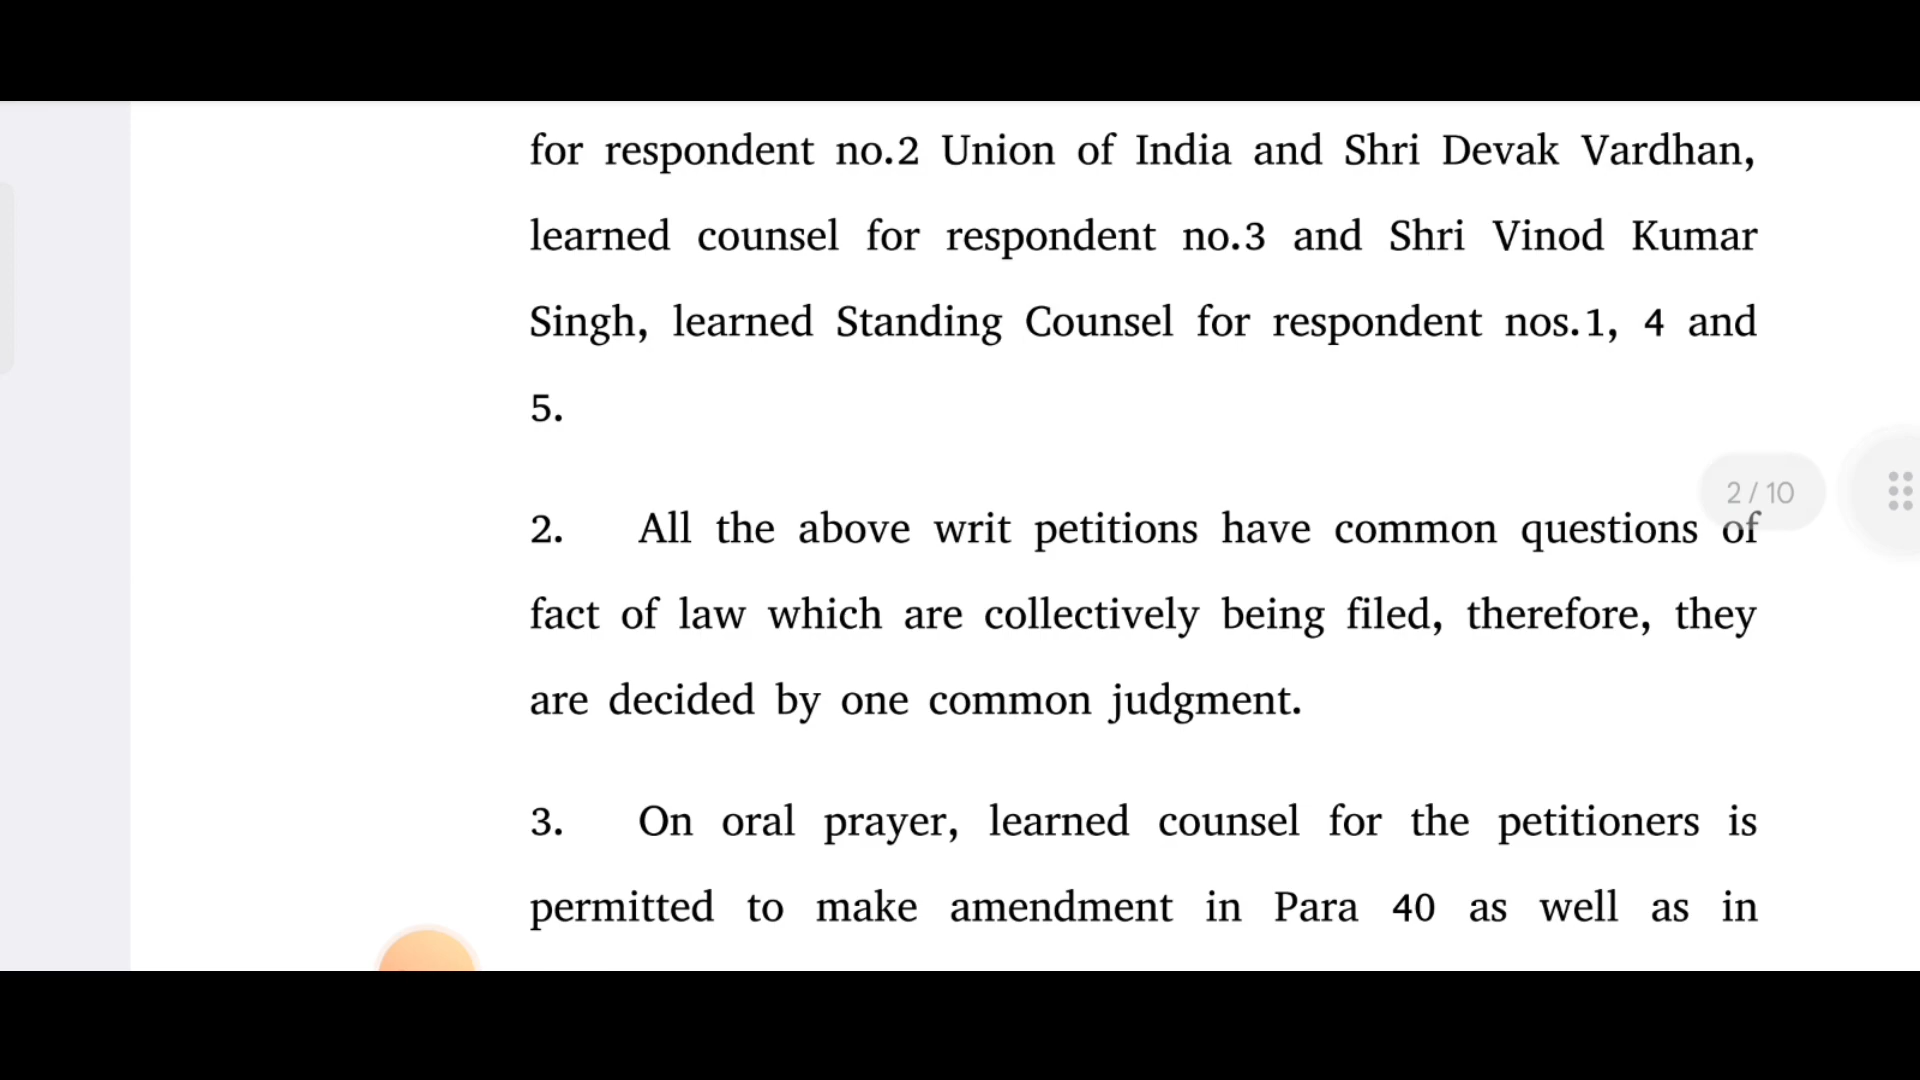 for respondent no.2 Union of India and Shri Devak Vardhan,
learned counsel for respondent no.3 and Shri Vinod Kumar
Singh, learned Standing Counsel for respondent nos.1, 4 and
5.
2 / 10
2. All the above writ petitions have common questions of
fact of law which are collectively being filed, therefore, they
are decided by one common judgment.
3. On oral prayer, learned counsel for the petitioners is
permitted to make amendment in Para 40 as well as in